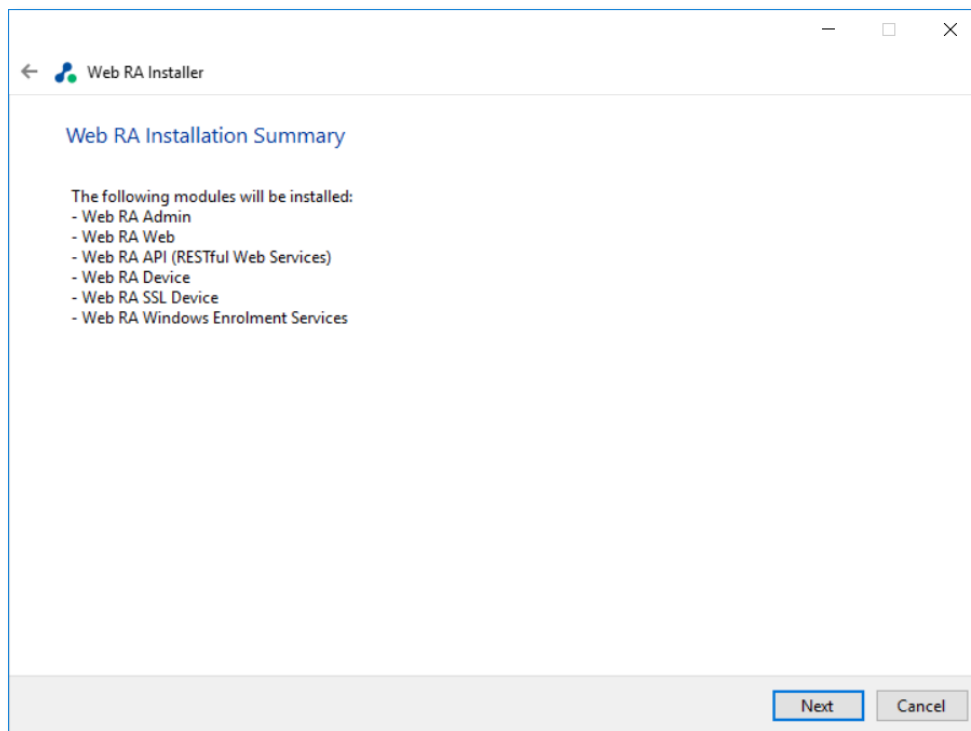 Web RA Installer
Web RA Installation Summary
The following modules will be installed:
- Web RA Admin
- Web RA Web
- Web RA API (RESTful Web Services)
- Web RA Device
- Web RA SSL Device
- Web RA Windows Enrolment Services
Next Cancel